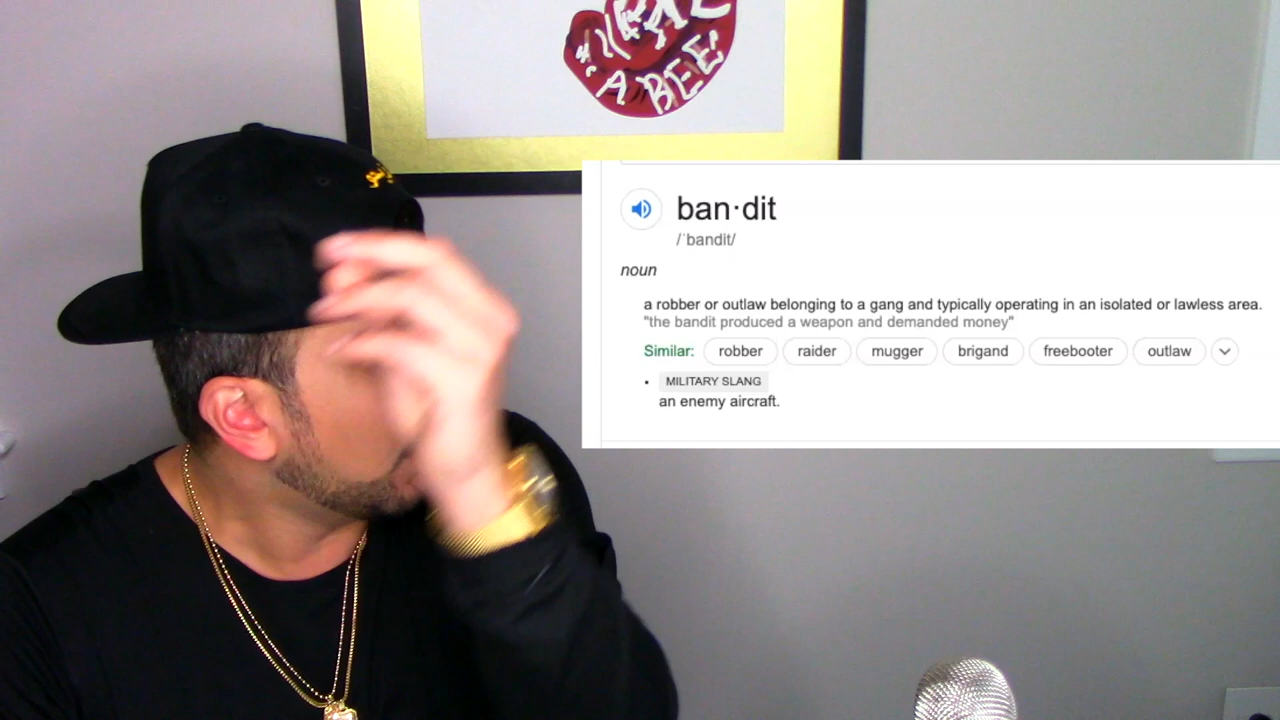 A BEE
ban·dit
/ˈbandit/
noun
a robber or outlaw belonging to a gang and typically operating in an isolated or lawless area.
"the bandit produced a weapon and demanded money"
Similar: robber raider mugger brigand freebooter outlaw
• MILITARY SLANG
an enemy aircraft.